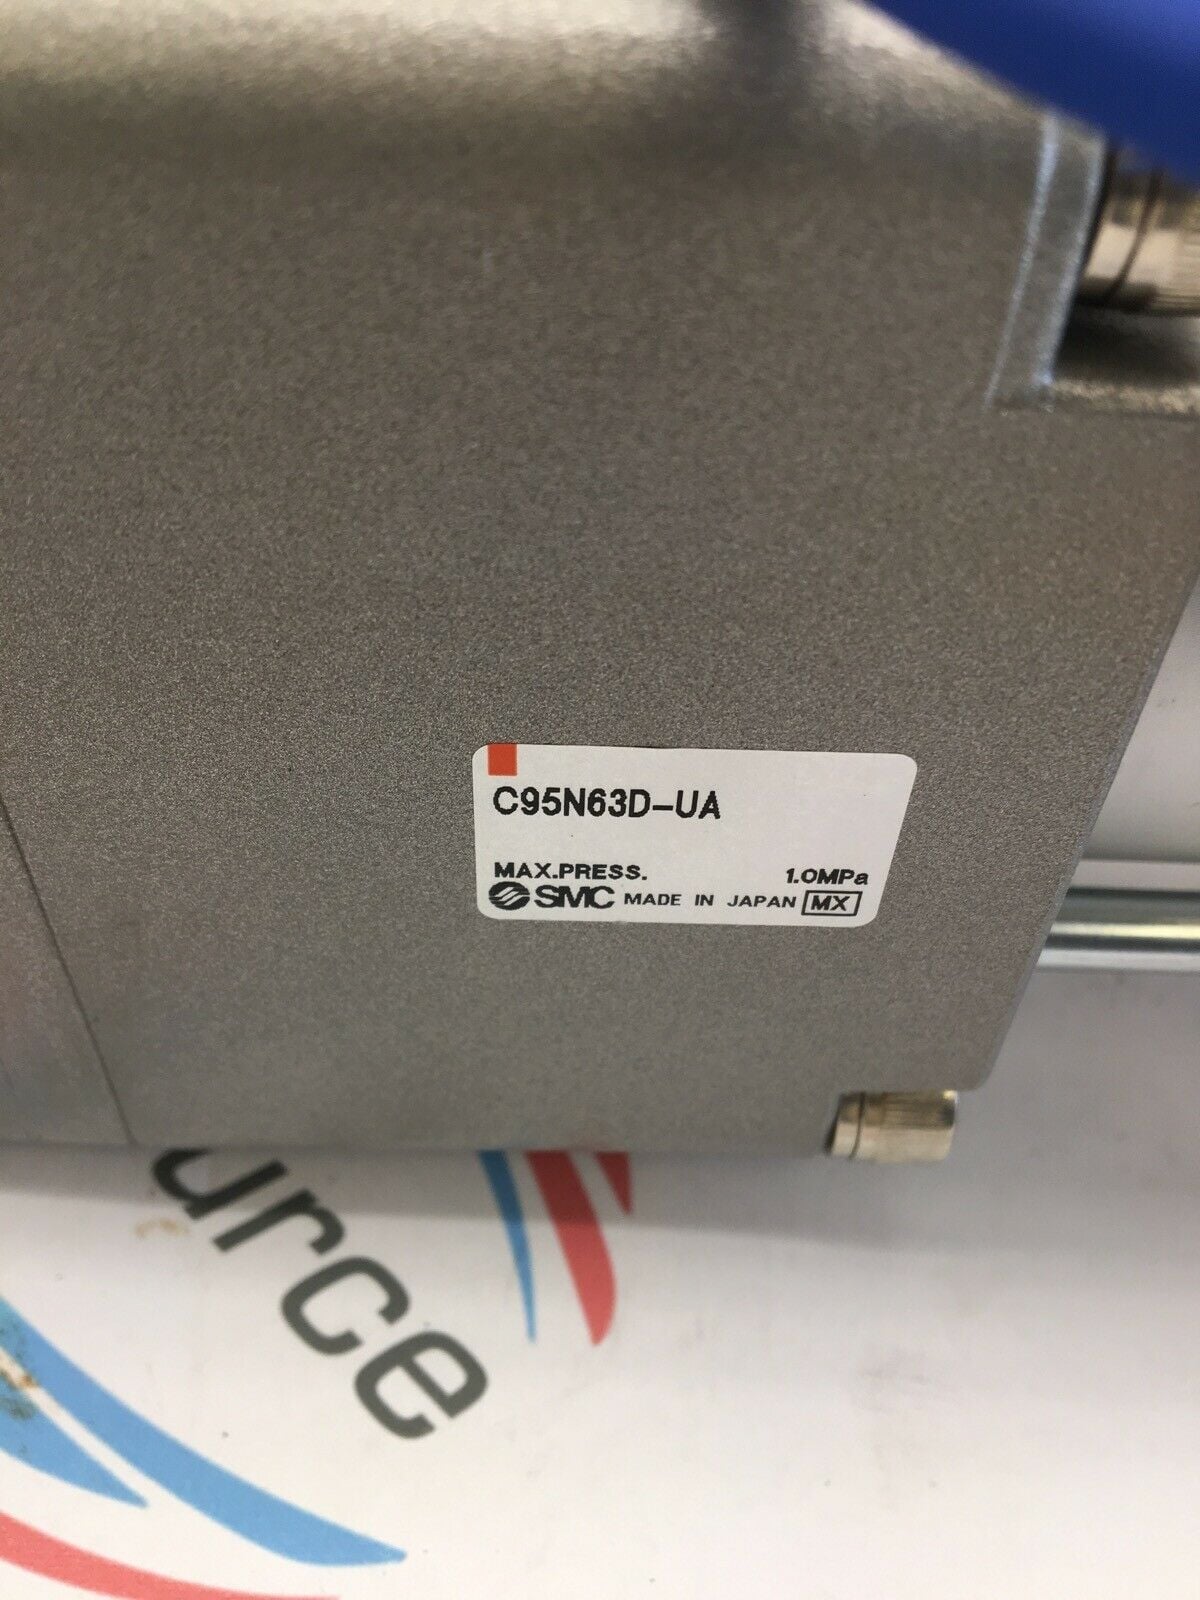 C95N63D-UA
MAX.PRESS. 1.0MPa
SMC MADE IN JAPAN MX
urce